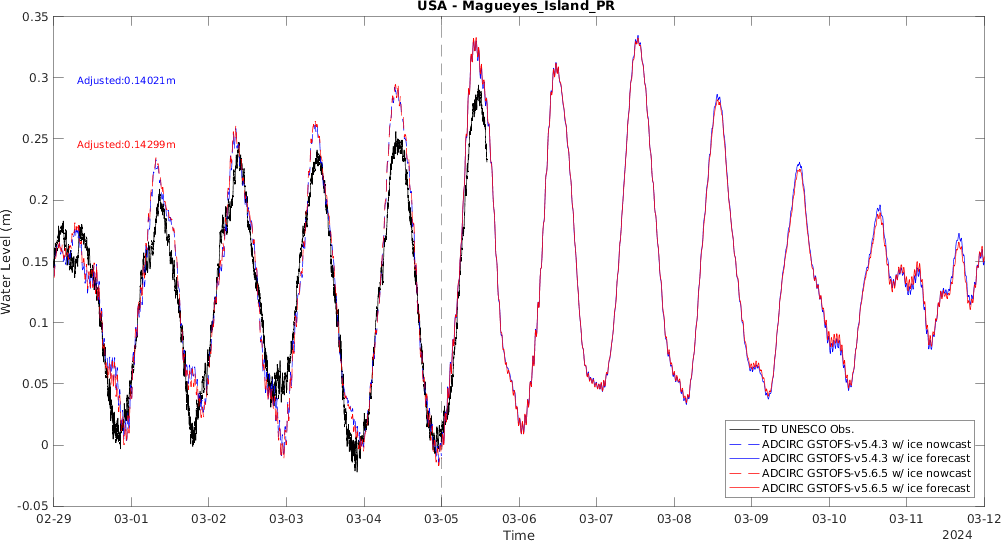 USA - Magueyes_Island_PR
0.35
0.3
0.25
0.2
0.15
0.1
0.05
0
-0.05
Water Level (m)
Adjusted:0.14021m
Adjusted:0.14299m
TD UNESCO Obs.
ADCIRC GSTOFS-v5.4.3 w/ ice nowcast
ADCIRC GSTOFS-v5.4.3 w/ ice forecast
ADCIRC GSTOFS-v5.6.5 w/ ice nowcast
ADCIRC GSTOFS-v5.6.5 w/ ice forecast
02-29 03-01 03-02 03-03 03-04 03-05 03-06 03-07 03-08 03-09 03-10 03-11 03-12
Time
2024